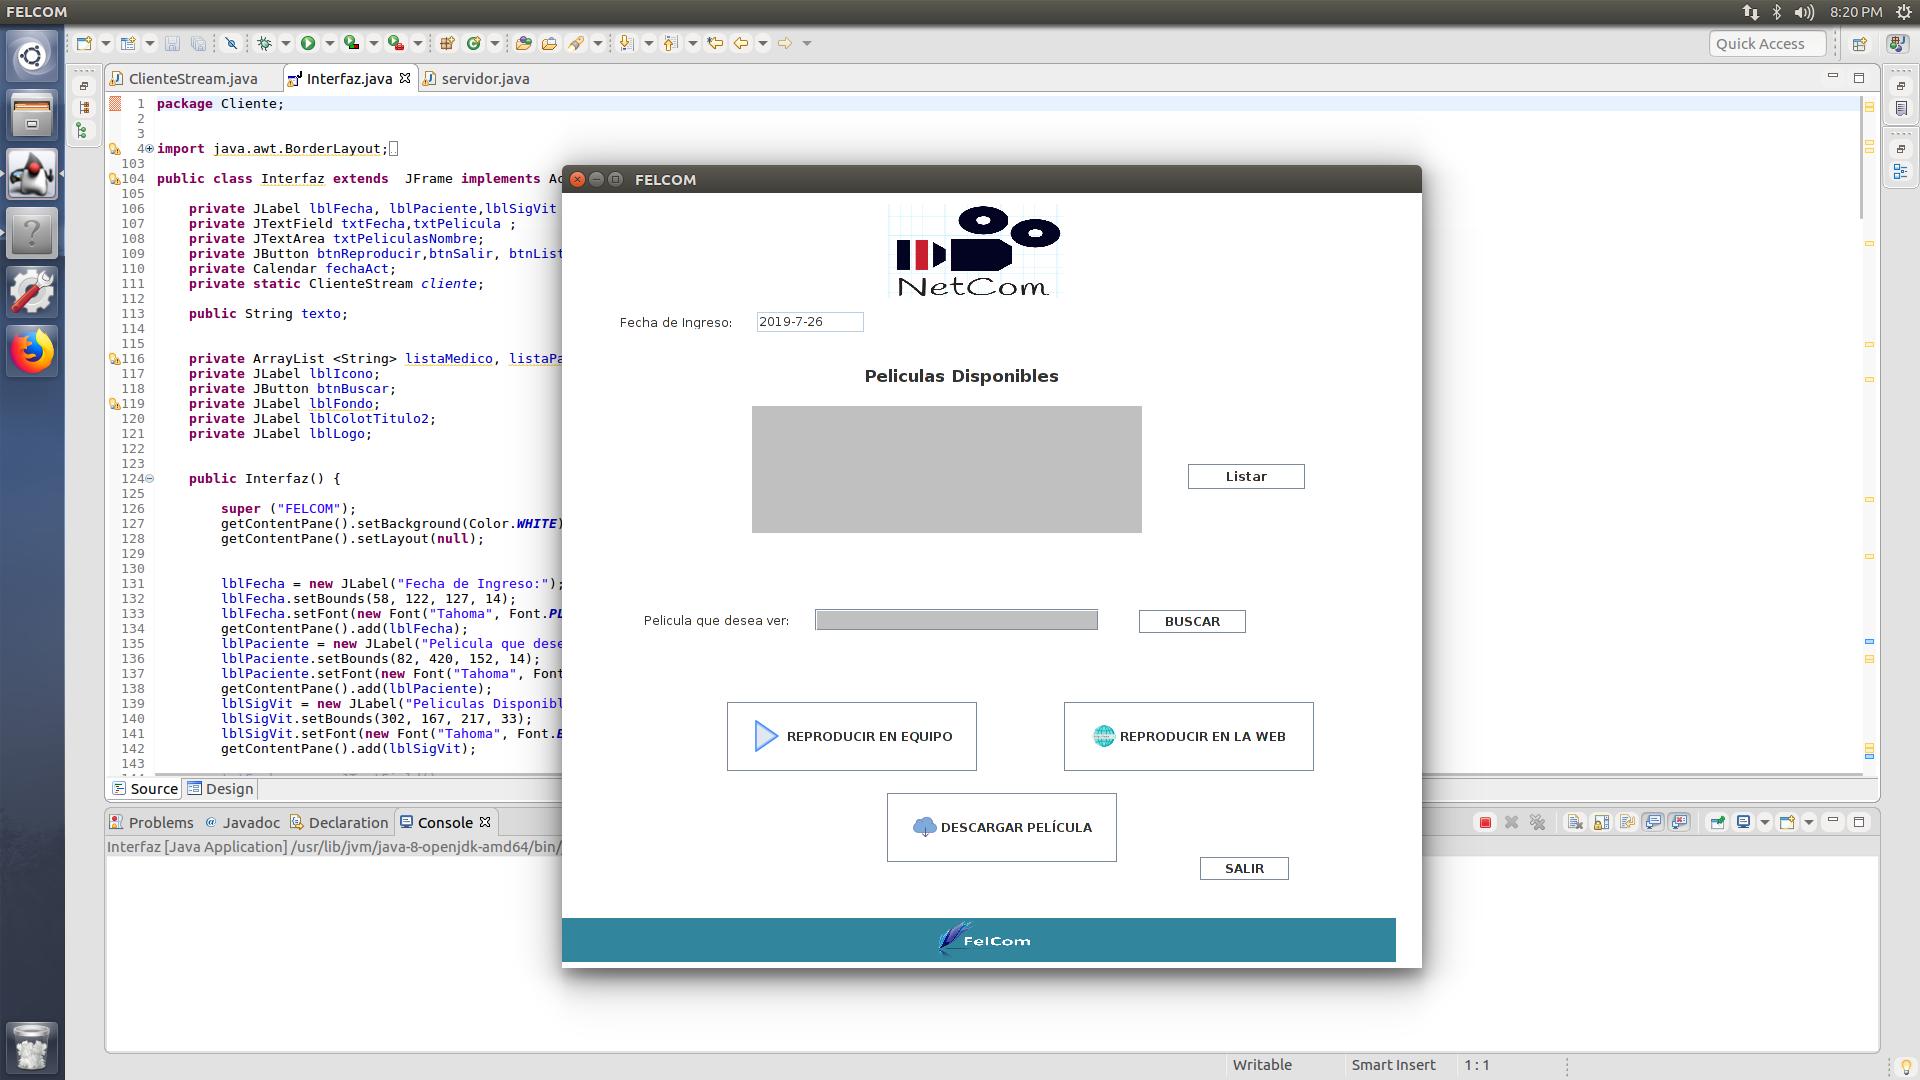 FELCOM
8:20 PM
Quick Access
ClienteStream.java
Interfaz.java
servidor.java
1 package Cliente;
2
3
4 import java.awt.BorderLayout;
103
104 public class Interfaz extends JFrame implements Ac
105
106 private JLabel lblFecha, lblPaciente,lblSigVit
107 private JTextField txtFecha,txtPelicula ;
108 private JTextArea txtPeliculasNombre;
109 private JButton btnReproducir,btnSalir, btnList
110 private Calendar fechaAct;
111 private static ClienteStream cliente;
112
113 public String texto;
114
115
116 private ArrayList <String> listaMedico, listaPa
117 private JLabel lblIcono;
118 private JButton btnBuscar;
119 private JLabel lblFondo;
120 private JLabel lblColotTitulo2;
121 private JLabel lblLogo;
122
123
124 public Interfaz() {
125
126 super ("FELCOM");
127 getContentPane().setBackground(Color.WHITE)
128 getContentPane().setLayout(null);
129
130
131 lblFecha = new JLabel("Fecha de Ingreso:");
132 lblFecha.setBounds(58, 122, 127, 14);
133 lblFecha.setFont(new Font("Tahoma", Font.PL
134 getContentPane().add(lblFecha);
135 lblPaciente = new JLabel("Pelicula que dese
136 lblPaciente.setBounds(82, 420, 152, 14);
137 lblPaciente.setFont(new Font("Tahoma", Font
138 getContentPane().add(lblPaciente);
139 lblSigVit = new JLabel("Peliculas Disponibl
140 lblSigVit.setBounds(302, 167, 217, 33);
141 lblSigVit.setFont(new Font("Tahoma", Font.B
142 getContentPane().add(lblSigVit);
143
Source
Design
FELCOM
NetCom
Fecha de Ingreso:
2019-7-26
Peliculas Disponibles
Listar
Pelicula que desea ver:
BUSCAR
REPRODUCIR EN EQUIPO
REPRODUCIR EN LA WEB
DESCARGAR PELÍCULA
SALIR
FelCom
Problems
Javadoc
Declaration
Console
Interfaz [Java Application] /usr/lib/jvm/java-8-openjdk-amd64/bin/
Writable
Smart Insert
1 : 1